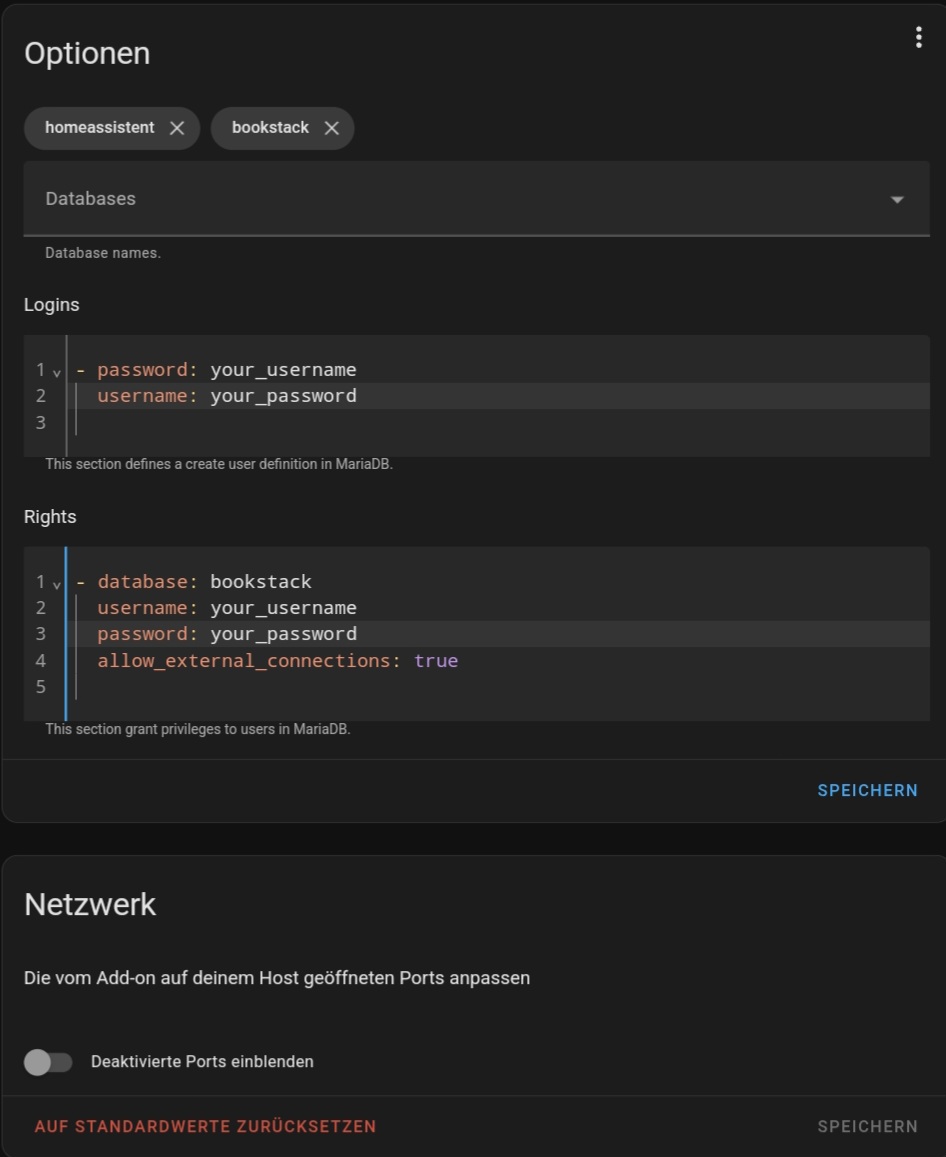 Optionen
homeassistent bookstack
Databases
Database names.
Logins
1 - password: your_username
2 username: your_password
3
This section defines a create user definition in MariaDB.
Rights
1 - database: bookstack
2 username: your_username
3 password: your_password
4 allow_external_connections: true
5
This section grant privileges to users in MariaDB.
SPEICHERN
Netzwerk
Die vom Add-on auf deinem Host geöffneten Ports anpassen
Deaktivierte Ports einblenden
AUF STANDARDWERTE ZURÜCKSETZEN SPEICHERN